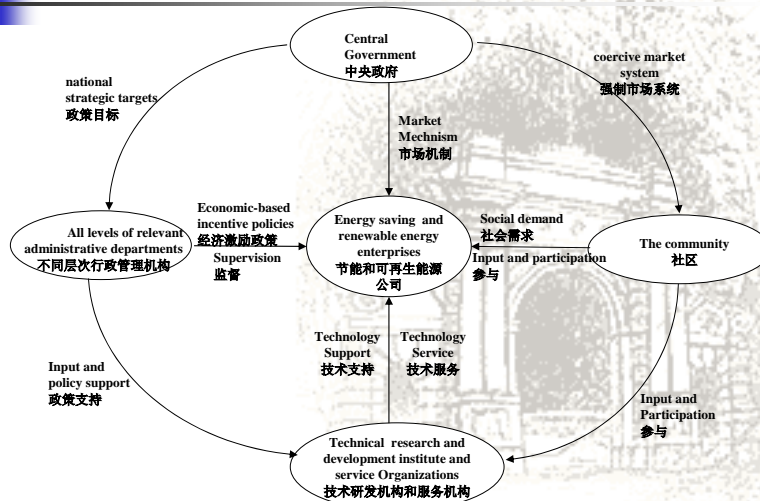 Central
Government
中央政府
national
strategic targets
政策目标
coercive market
system
强制市场系统
Market
Mechnism
市场机制
All levels of relevant
administrative departments
不同层次行政管理机构
Economic-based
incentive policies
经济激励政策
Supervision
监督
Energy saving and
renewable energy
enterprises
节能和可再生能源
公司
Social demand
社会需求
Input and participation
参与
The community
社区
Technology
Support
技术支持
Technology
Service
技术服务
Input and
policy support
政策支持
Input and
Participation
参与
Technical research and
development institute and
service Organizations
技术研发机构和服务机构